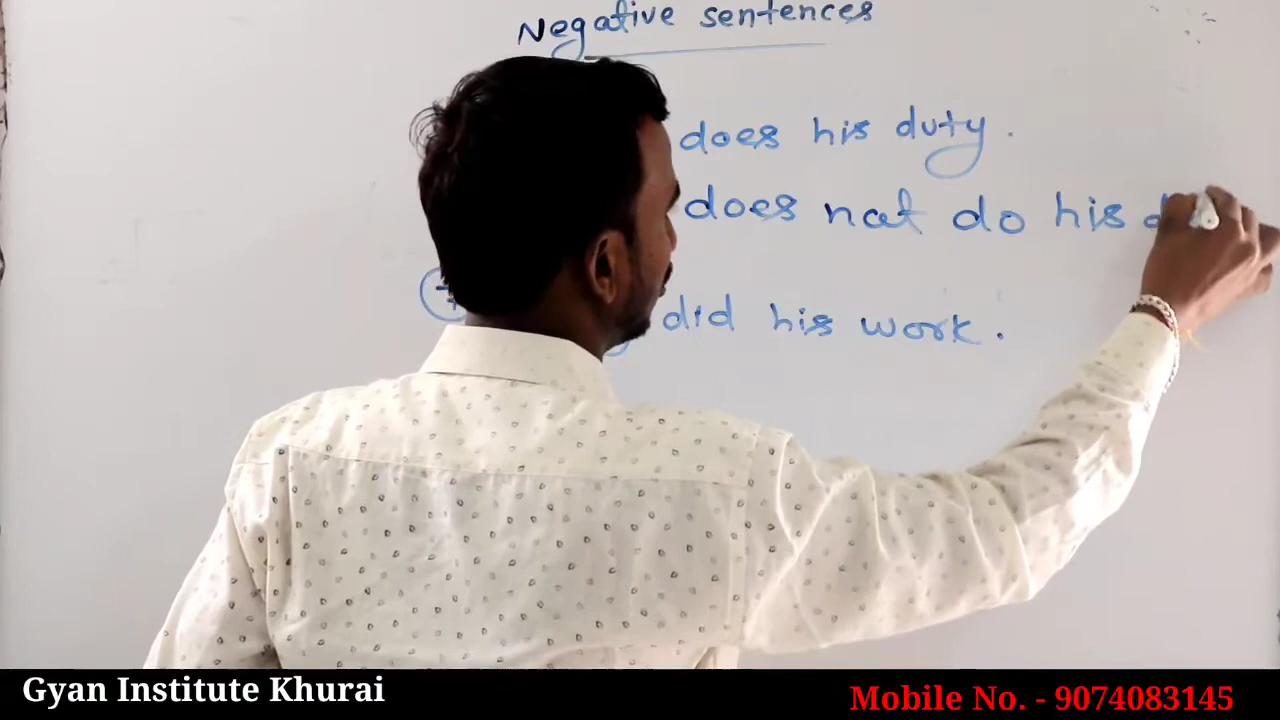 Negative sentences
does his duty.
does not do his
did his work.
Gyan Institute Khurai
Mobile No. - 9074083145